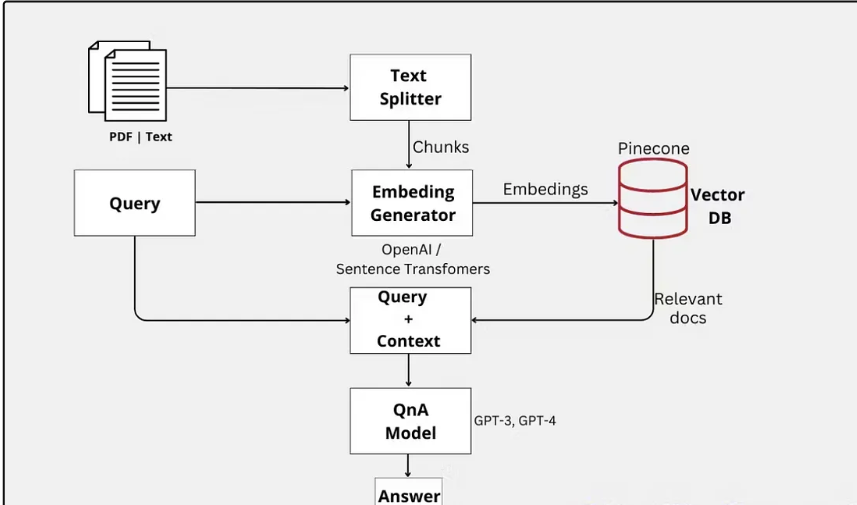 Text
Splitter
PDF | Text
Chunks
Pinecone
Query
Embeding
Generator
Embedings
Vector
DB
OpenAI /
Sentence Transfomers
Query
+
Context
Relevant
docs
QnA
Model
GPT-3, GPT-4
Answer